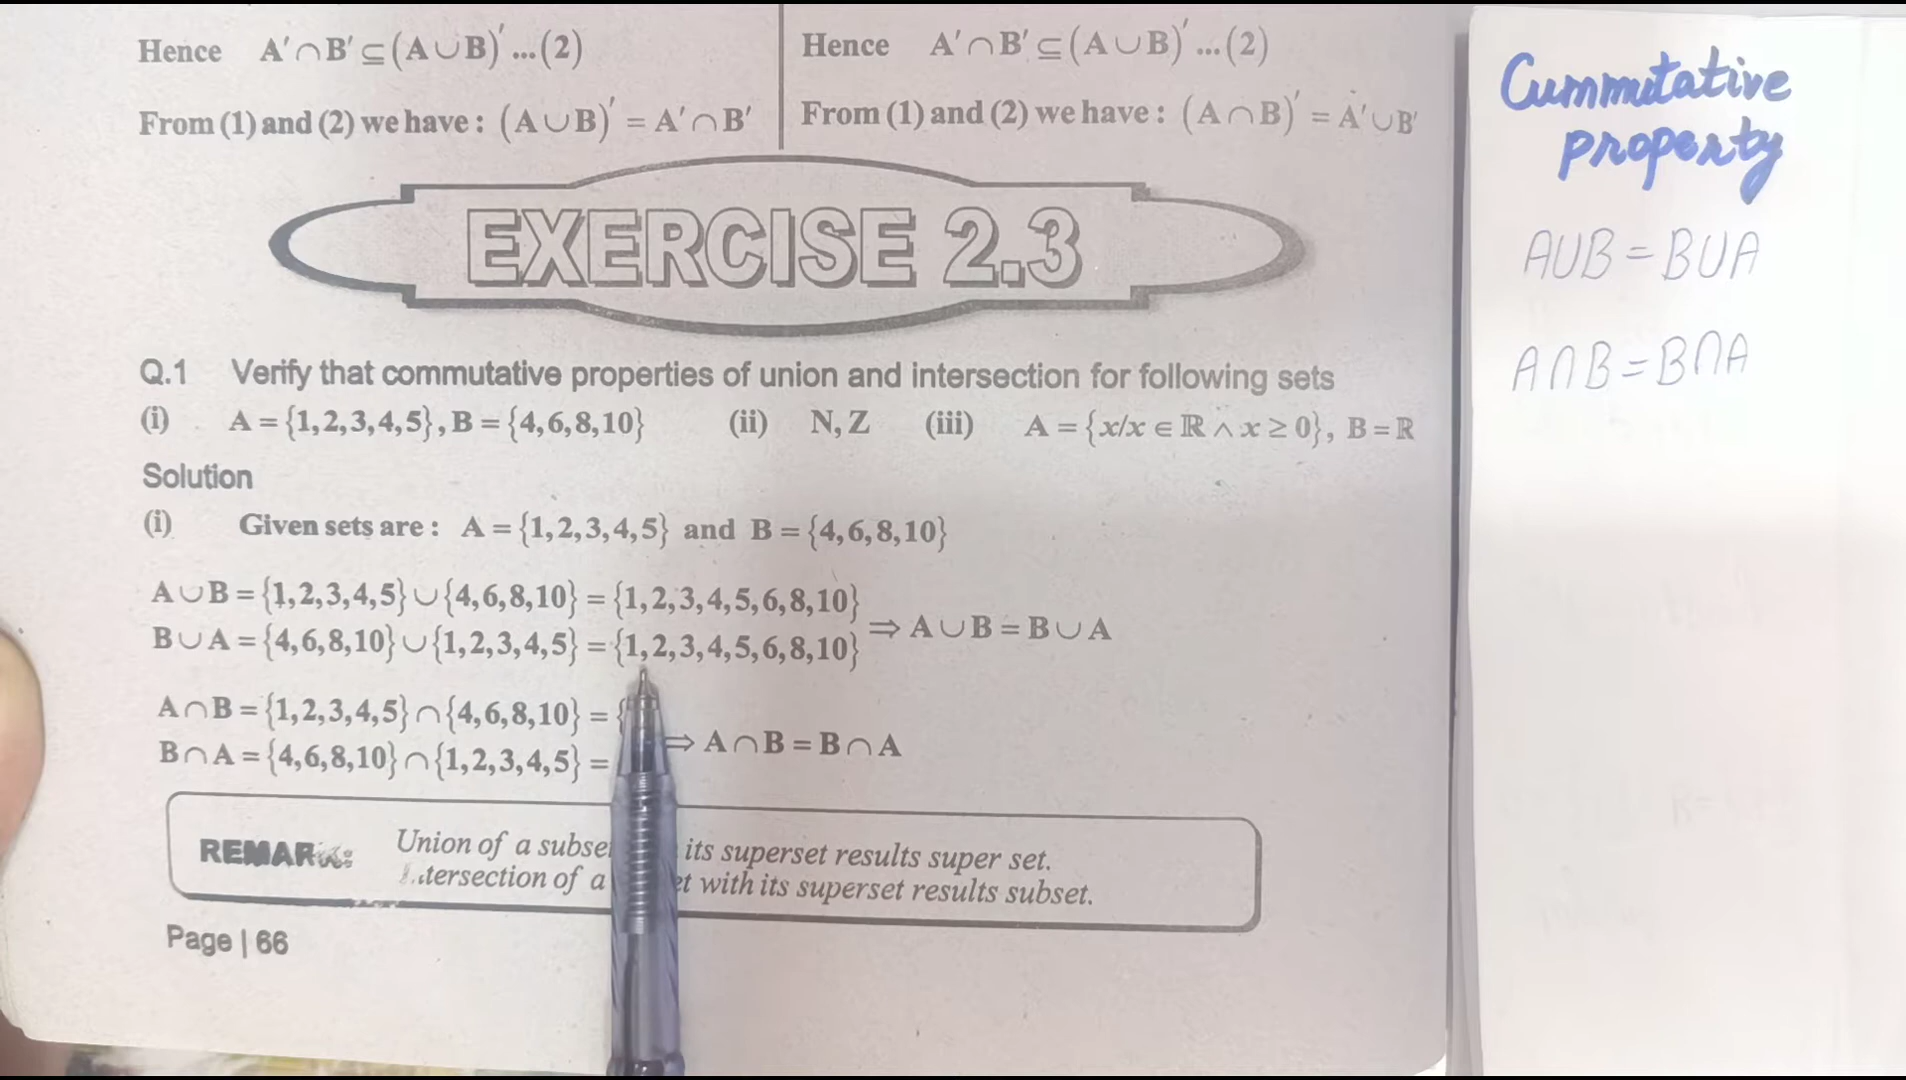 Hence A′∩B′⊆(A∪B)′...(2)
From (1) and (2) we have : (A∪B)′ = A′∩B′
Hence A′∩B′⊆(A∪B)′...(2)
From (1) and (2) we have : (A∩B)′ = A′∪B′
EXERCISE 2.3
Q.1 Verify that commutative properties of union and intersection for following sets
(i) A = {1,2,3,4,5}, B = {4,6,8,10} (ii) N, Z (iii) A = {x/x ∈ ℝ ∧ x ≥ 0}, B = ℝ
Solution
(i) Given sets are : A = {1,2,3,4,5} and B = {4,6,8,10}
A∪B = {1,2,3,4,5}∪{4,6,8,10} = {1,2,3,4,5,6,8,10}
B∪A = {4,6,8,10}∪{1,2,3,4,5} = {1,2,3,4,5,6,8,10}
⇒ A∪B = B∪A
A∩B = {1,2,3,4,5}∩{4,6,8,10} = {
B∩A = {4,6,8,10}∩{1,2,3,4,5} =
⇒ A∩B = B∩A
REMARK:
Union of a its superset results super set.
of a with its superset results subset.
Page | 66
Cummutative
property
A∪B = B∪A
A∩B = B∩A